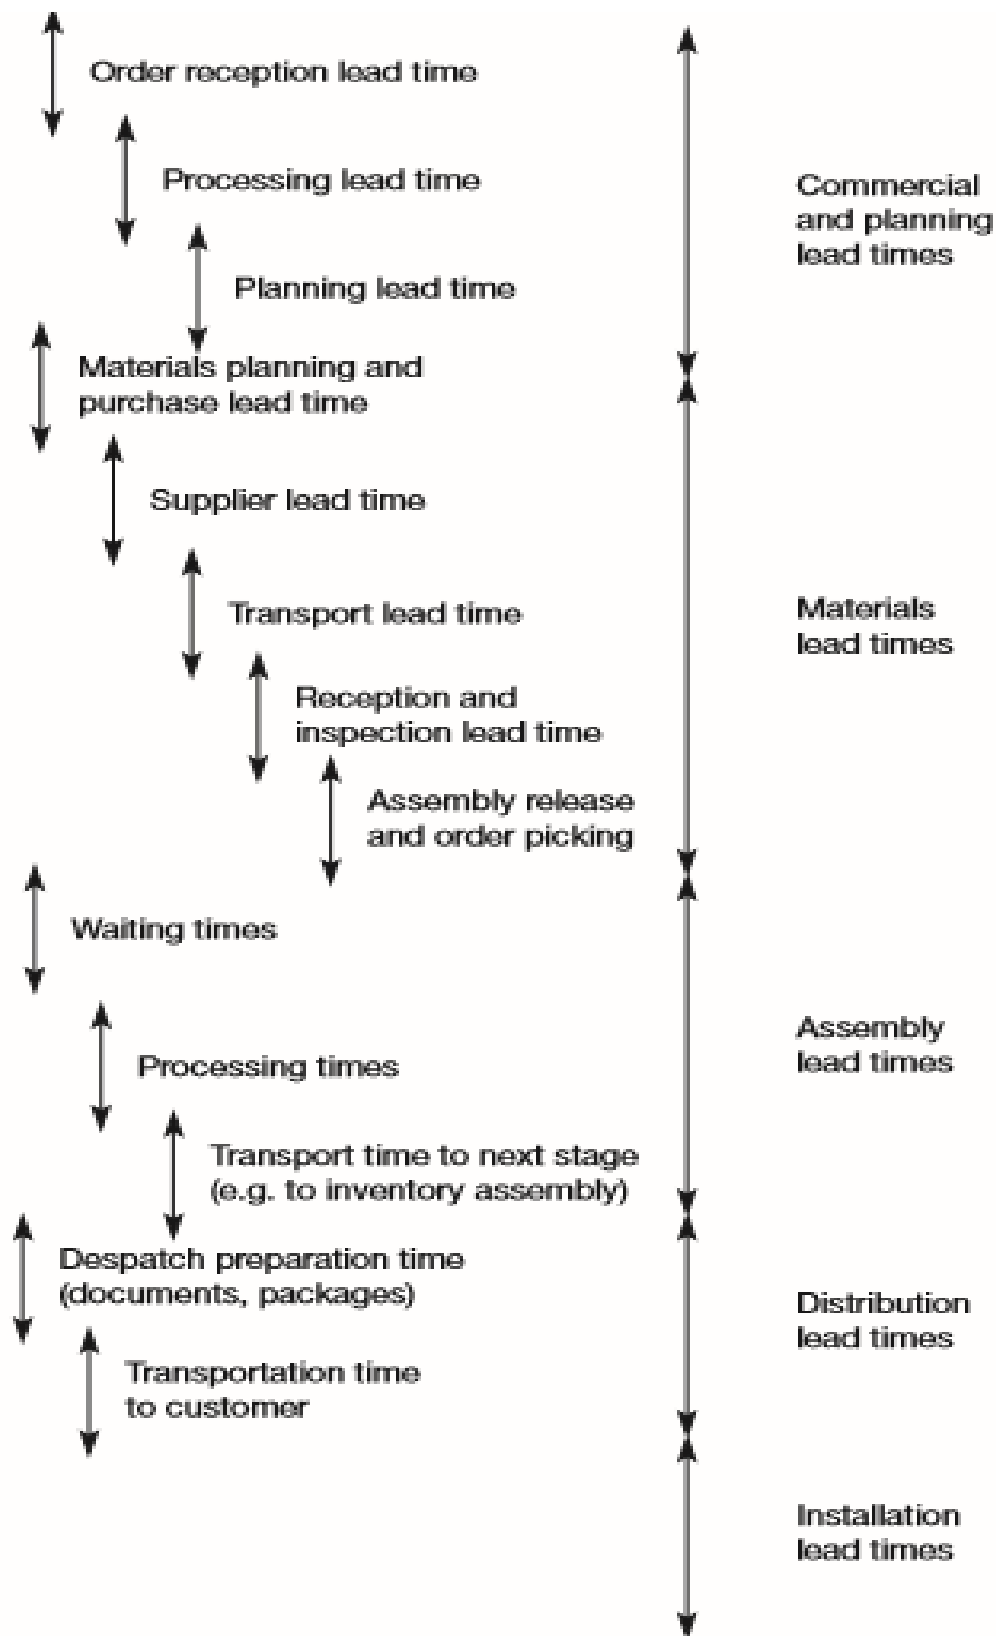 Order reception lead time
Processing lead time
Commercial
and planning
lead times
Planning lead time
Materials planning and
purchase lead time
Supplier lead time
Transport lead time
Materials
lead times
Reception and
inspection lead time
Assembly release
and order picking
Waiting times
Processing times
Assembly
lead times
Transport time to next stage
(e.g. to inventory assembly)
Despatch preparation time
(documents, packages)
Distribution
lead times
Transportation time
to customer
Installation
lead times